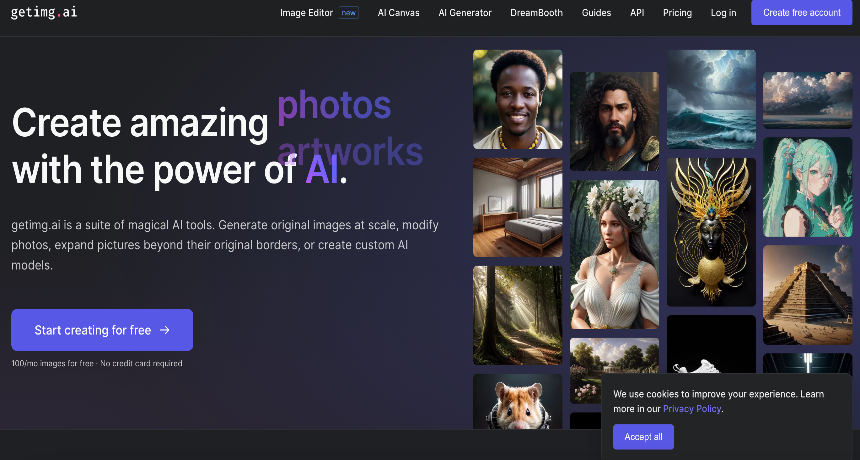 getimg.ai
Image Editor new AI Canvas AI Generator DreamBooth Guides API Pricing Log in Create free account
Create amazing photos
artworks
with the power of AI.
getimg.ai is a suite of magical AI tools. Generate original images at scale, modify
photos, expand pictures beyond their original borders, or create custom AI
models.
Start creating for free →
100/mo images for free · No credit card required
We use cookies to improve your experience. Learn
more in our Privacy Policy.
Accept all